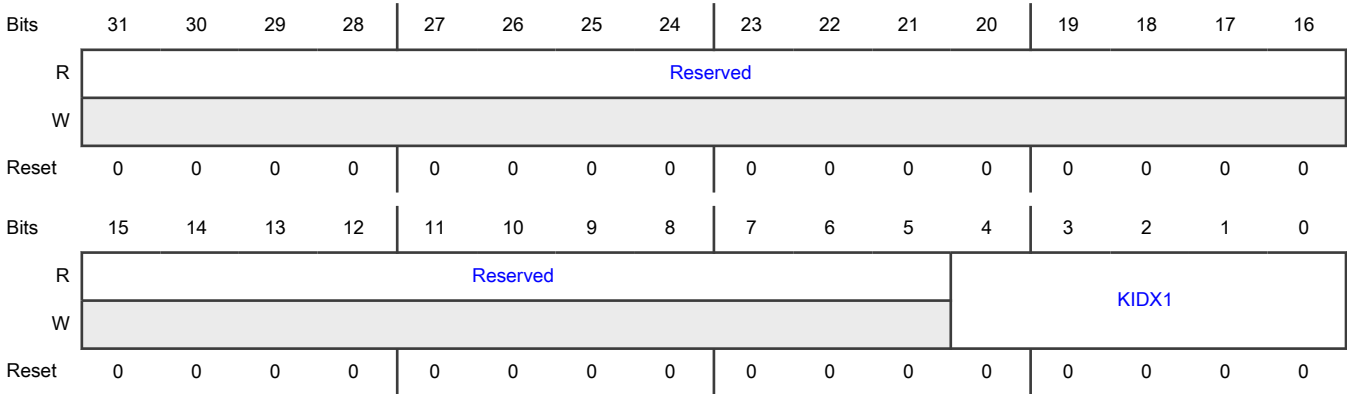 Bits 31 30 29 28 27 26 25 24 23 22 21 20 19 18 17 16
R Reserved
W
Reset 0 0 0 0 0 0 0 0 0 0 0 0 0 0 0 0
Bits 15 14 13 12 11 10 9 8 7 6 5 4 3 2 1 0
R Reserved
KIDX1
W
Reset 0 0 0 0 0 0 0 0 0 0 0 0 0 0 0 0